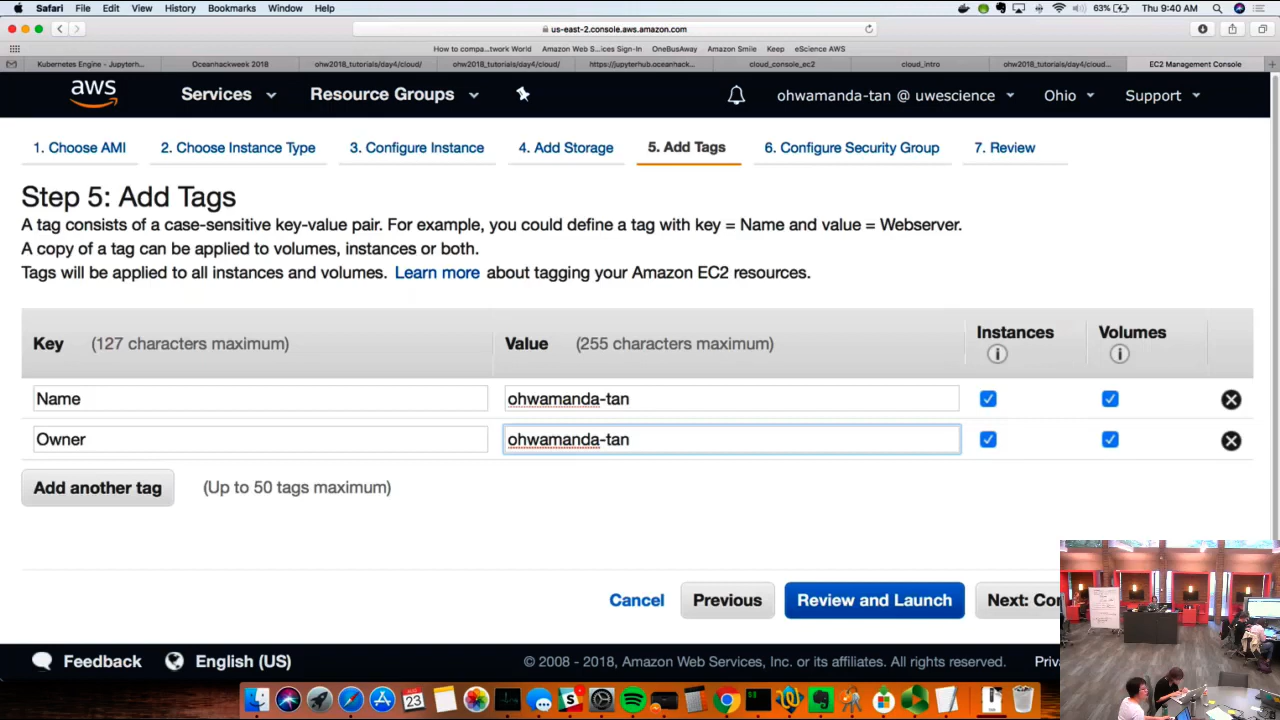 Safari File Edit View History Bookmarks Window Help 63% Thu 9:40 AM
us-east-2.console.aws.amazon.com
How to compa...twork World Amazon Web S...ices Sign-In OneBusAway Amazon Smile Keep eScience AWS
Kubernetes Engine - Jupyterh... Oceanhackweek 2018 ohw2018_tutorials/day4/cloud/ ohw2018_tutorials/day4/cloud/ https://jupyterhub.oceanhack... cloud_console_ec2 cloud_intro ohw2018_tutorials/day4/cloud... EC2 Management Console
aws Services Resource Groups ohwamanda-tan @ uwescience Ohio Support
1. Choose AMI 2. Choose Instance Type 3. Configure Instance 4. Add Storage 5. Add Tags 6. Configure Security Group 7. Review
Step 5: Add Tags
A tag consists of a case-sensitive key-value pair. For example, you could define a tag with key = Name and value = Webserver.
A copy of a tag can be applied to volumes, instances or both.
Tags will be applied to all instances and volumes. Learn more about tagging your Amazon EC2 resources.
Key (127 characters maximum) Value (255 characters maximum) Instances Volumes
Name ohwamanda-tan
Owner ohwamanda-tan
Add another tag (Up to 50 tags maximum)
Cancel Previous Review and Launch Next: Con
Feedback English (US) © 2008 - 2018, Amazon Web Services, Inc. or its affiliates. All rights reserved. Priva
AUG
23